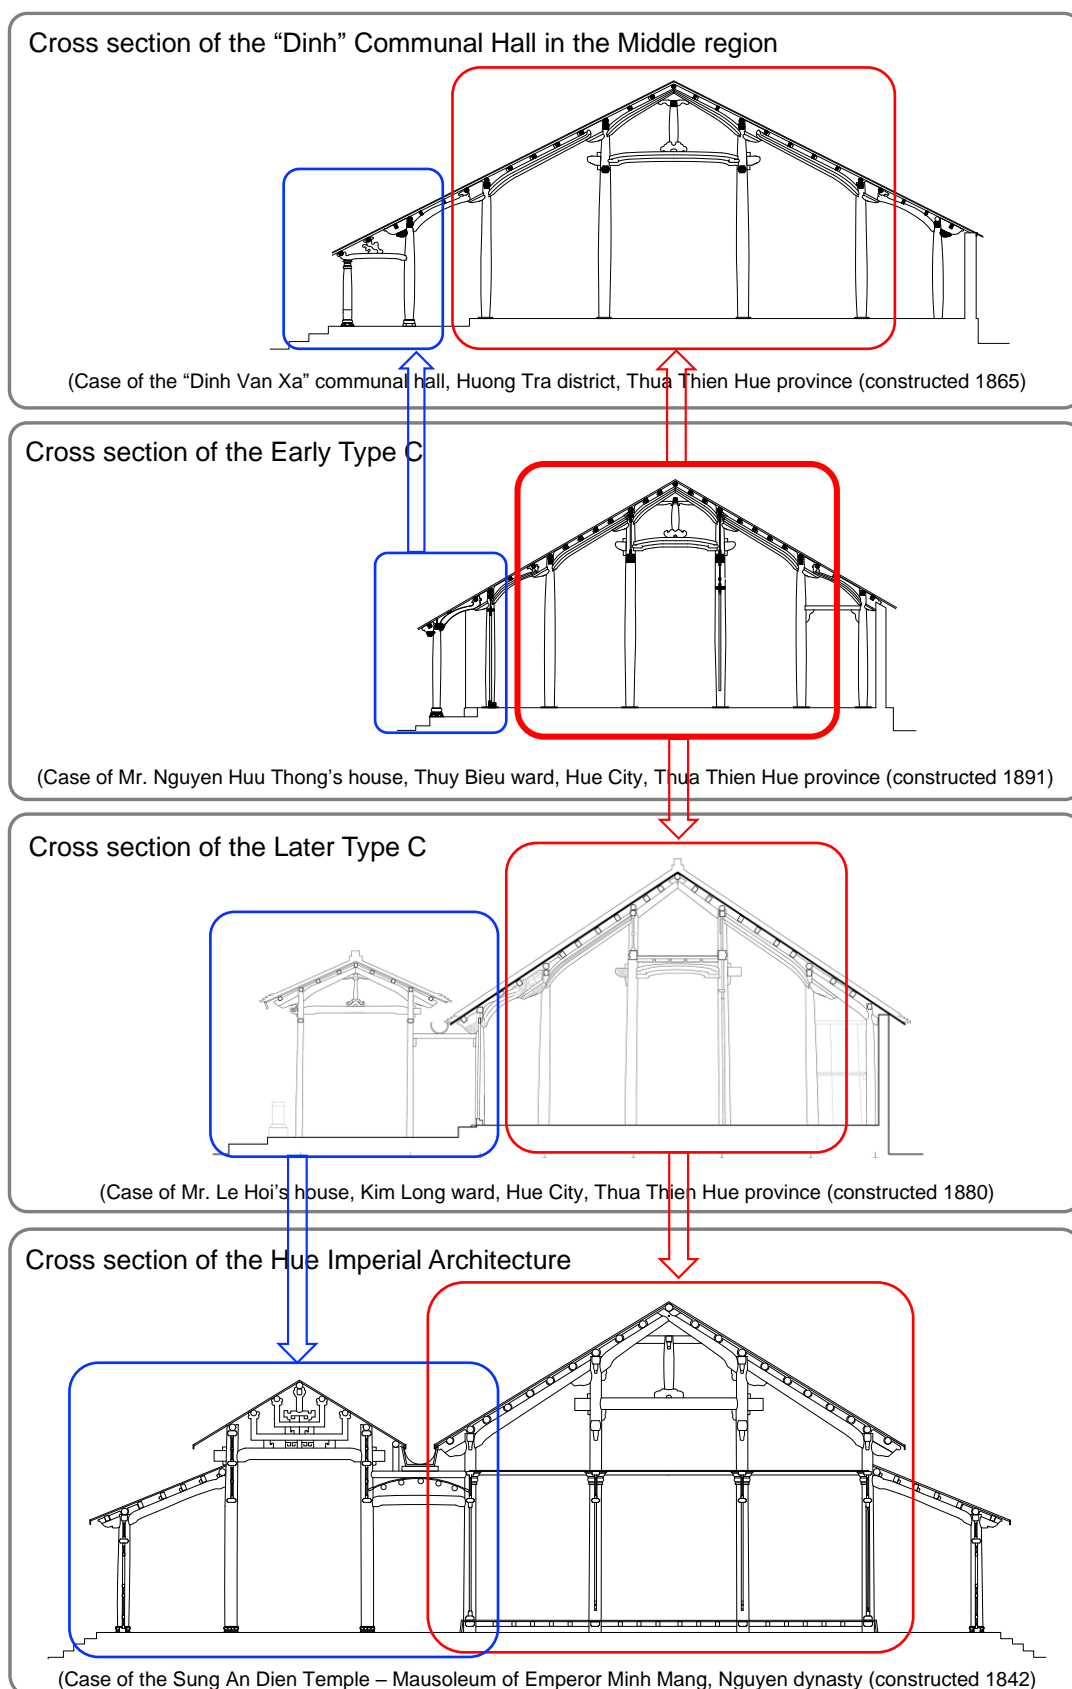 Cross section of the “Dinh” Communal Hall in the Middle region
(Case of the “Dinh Van Xa” communal hall, Huong Tra district, Thua Thien Hue province (constructed 1865)
Cross section of the Early Type C
(Case of Mr. Nguyen Huu Thong’s house, Thuy Bieu ward, Hue City, Thua Thien Hue province (constructed 1891)
Cross section of the Later Type C
(Case of Mr. Le Hoi’s house, Kim Long ward, Hue City, Thua Thien Hue province (constructed 1880)
Cross section of the Hue Imperial Architecture
(Case of the Sung An Dien Temple – Mausoleum of Emperor Minh Mang, Nguyen dynasty (constructed 1842)